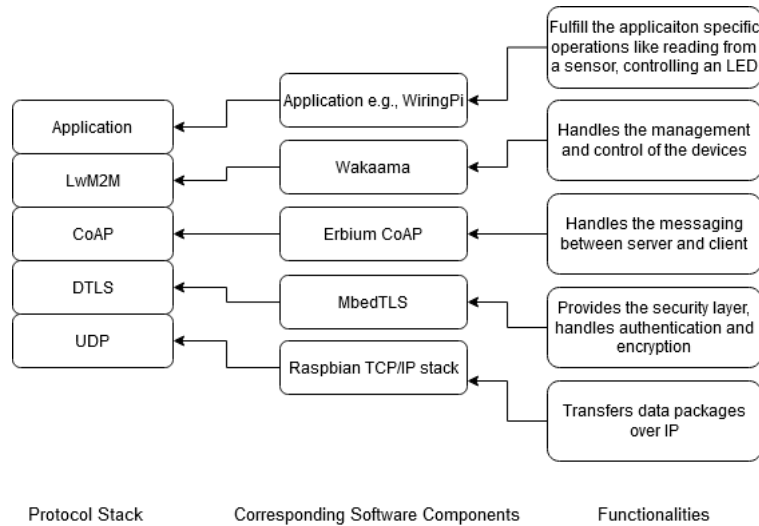 Fulfill the applicaiton specific
operations like reading from
a sensor, controlling an LED
Application e.g., WiringPi
Application
Handles the management
and control of the devices
Wakaama
LwM2M
Handles the messaging
between server and client
Erbium CoAP
CoAP
Provides the security layer,
handles authentication and
encryption
MbedTLS
DTLS
UDP
Raspbian TCP/IP stack
Transfers data packages
over IP
Protocol Stack
Corresponding Software Components
Functionalities